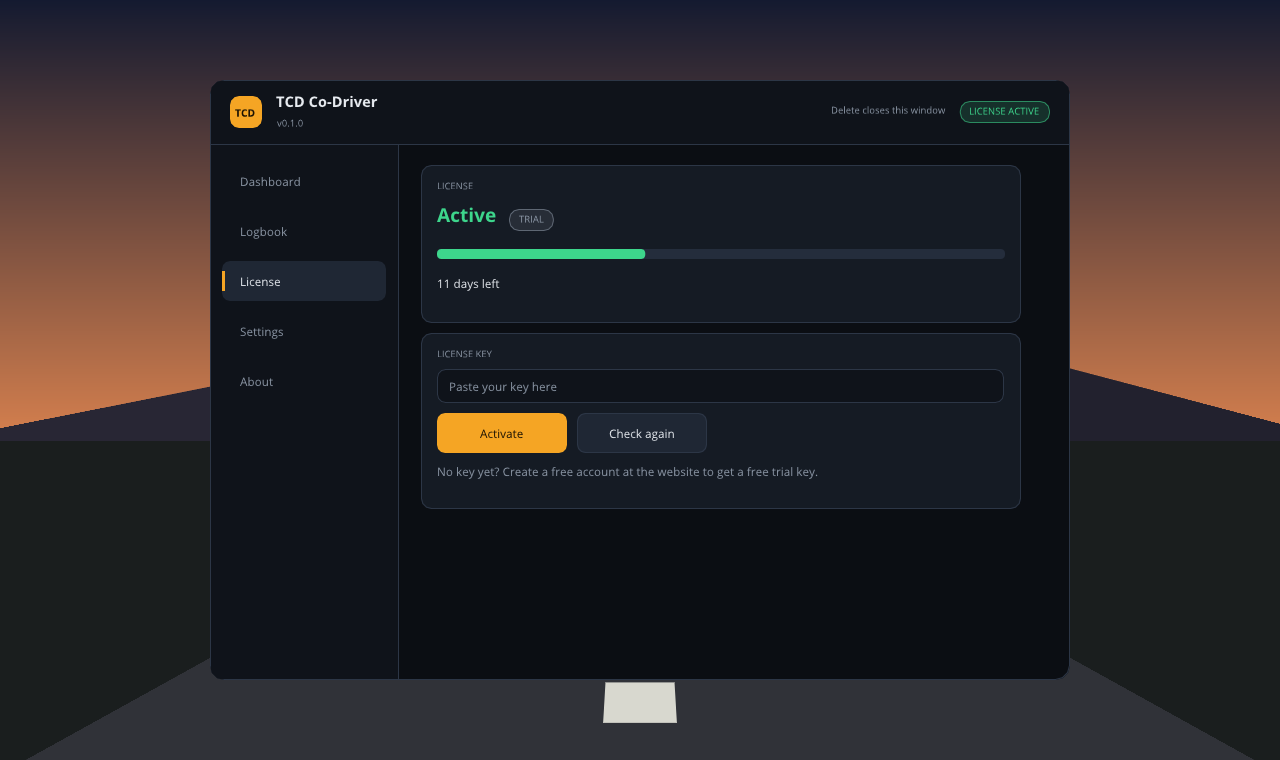 TCD
TCD Co-Driver
v0.1.0
Delete closes this window
LICENSE ACTIVE
Dashboard
Logbook
License
Settings
About
LICENSE
Active
TRIAL
11 days left
LICENSE KEY
Paste your key here
Activate
Check again
No key yet? Create a free account at the website to get a free trial key.